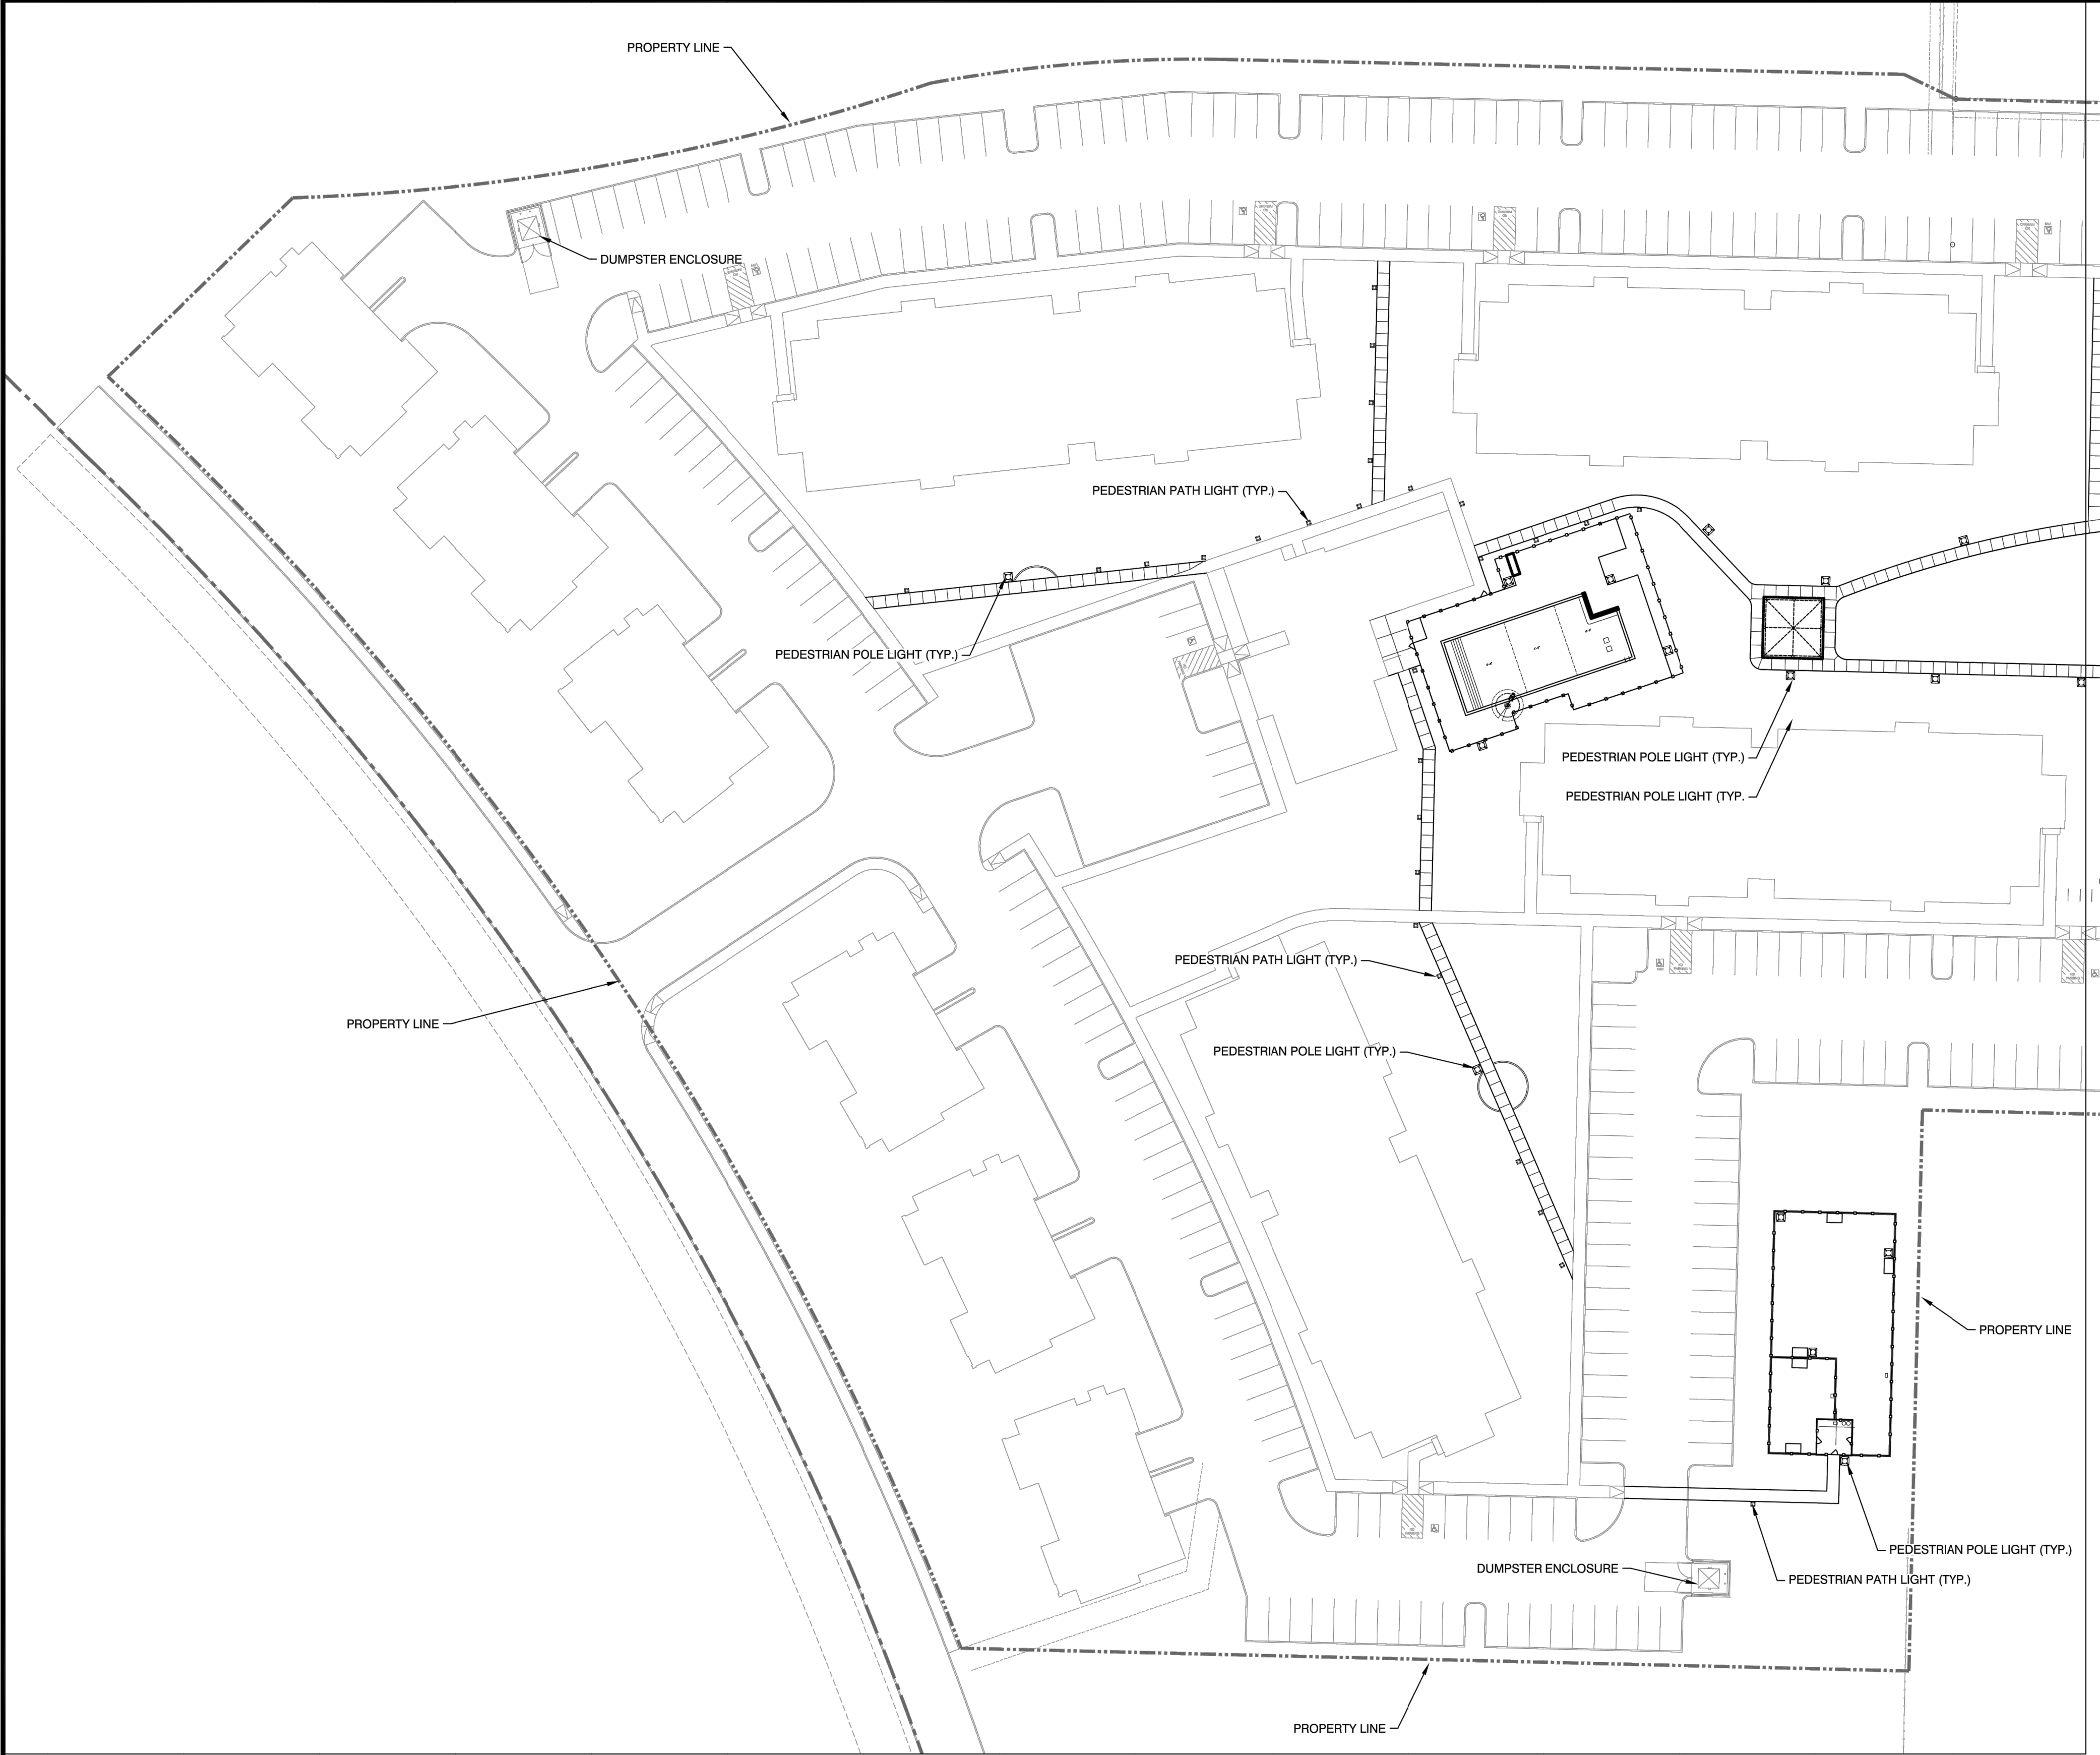 PROPERTY LINE
DUMPSTER ENCLOSURE
PEDESTRIAN PATH LIGHT (TYP.)
PEDESTRIAN POLE LIGHT (TYP.)
PEDESTRIAN POLE LIGHT (TYP.)
PEDESTRIAN POLE LIGHT (TYP.
PEDESTRIAN PATH LIGHT (TYP.)
PROPERTY LINE
PEDESTRIAN POLE LIGHT (TYP.)
PROPERTY LINE
PEDESTRIAN POLE LIGHT (TYP.)
DUMPSTER ENCLOSURE
PEDESTRIAN PATH LIGHT (TYP.)
PROPERTY LINE